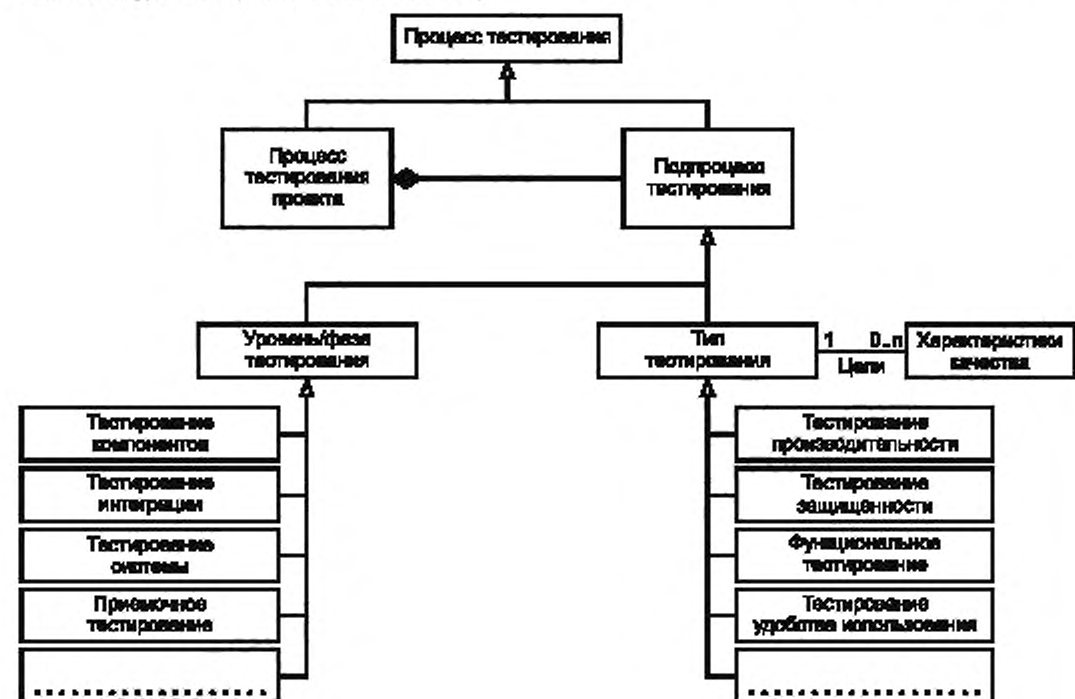 Процесс тестирования
Процесс
тестирования
проекта
Подпроцесс
тестирования
Уровень/фаза
тестирования
Тип
тестирования
1 0..n
Цели
Характеристики
качества
Тестирование
компонентов
Тестирование
интеграции
Тестирование
системы
Приемочное
тестирование
Тестирование
производительности
Тестирование
защищенности
Функциональное
тестирование
Тестирование
удобства использования